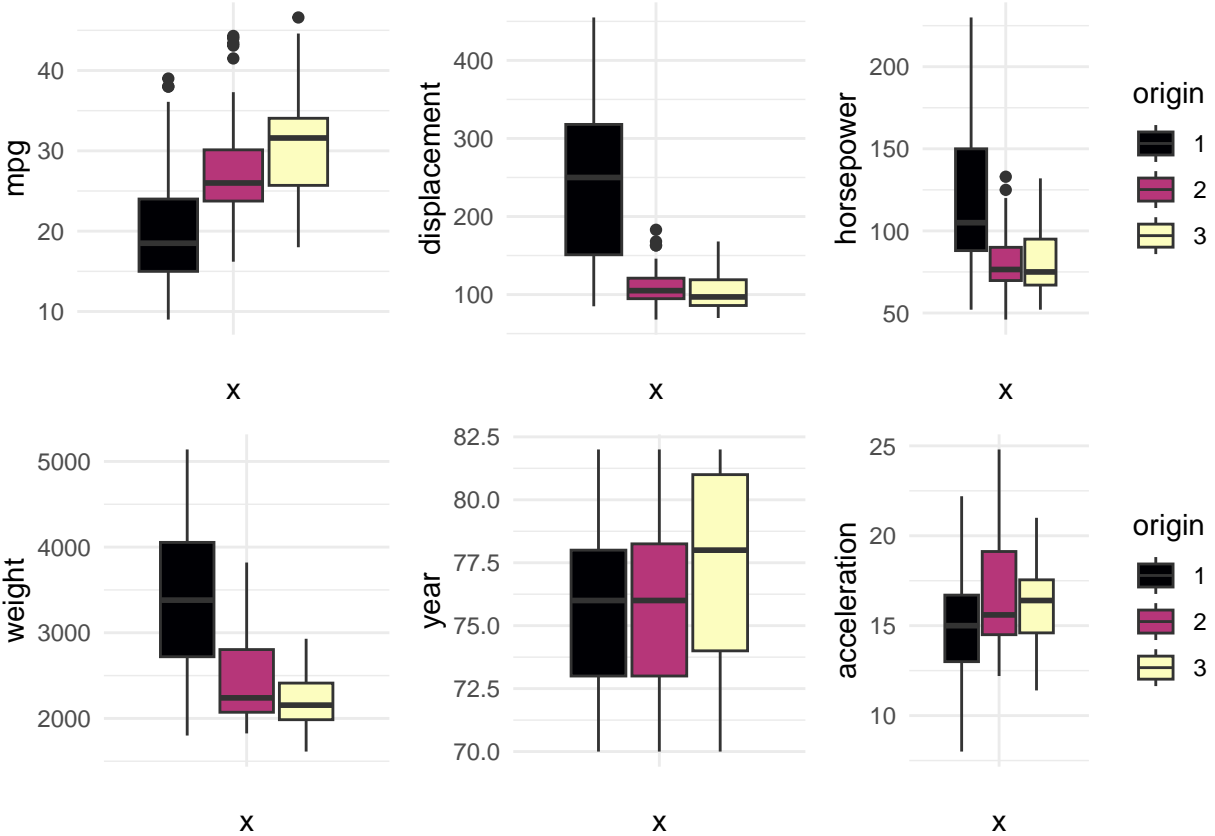 mpg
40
30
20
10
x
displacement
400
300
200
100
x
horsepower
200
150
100
50
x
origin
1
2
3
weight
5000
4000
3000
2000
x
year
82.5
80.0
77.5
75.0
72.5
70.0
x
acceleration
25
20
15
10
x
origin
1
2
3